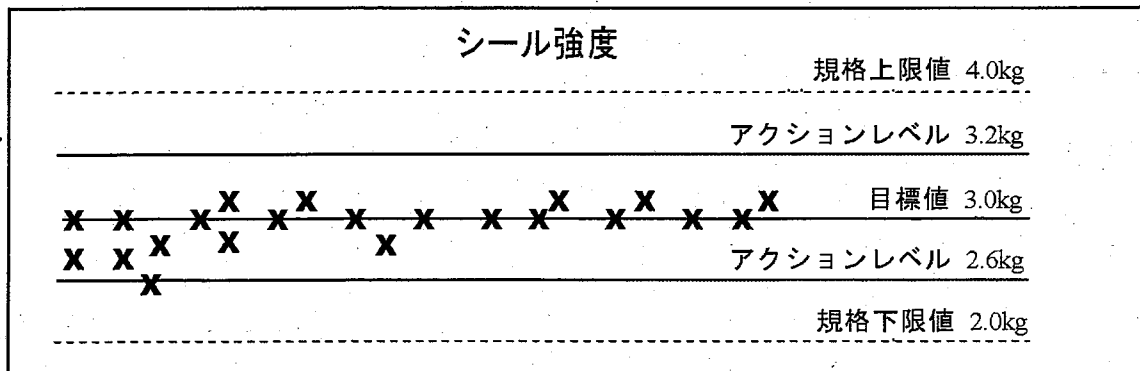 シール強度
規格上限値 4.0kg
アクションレベル 3.2kg
目標値 3.0kg
アクションレベル 2.6kg
規格下限値 2.0kg